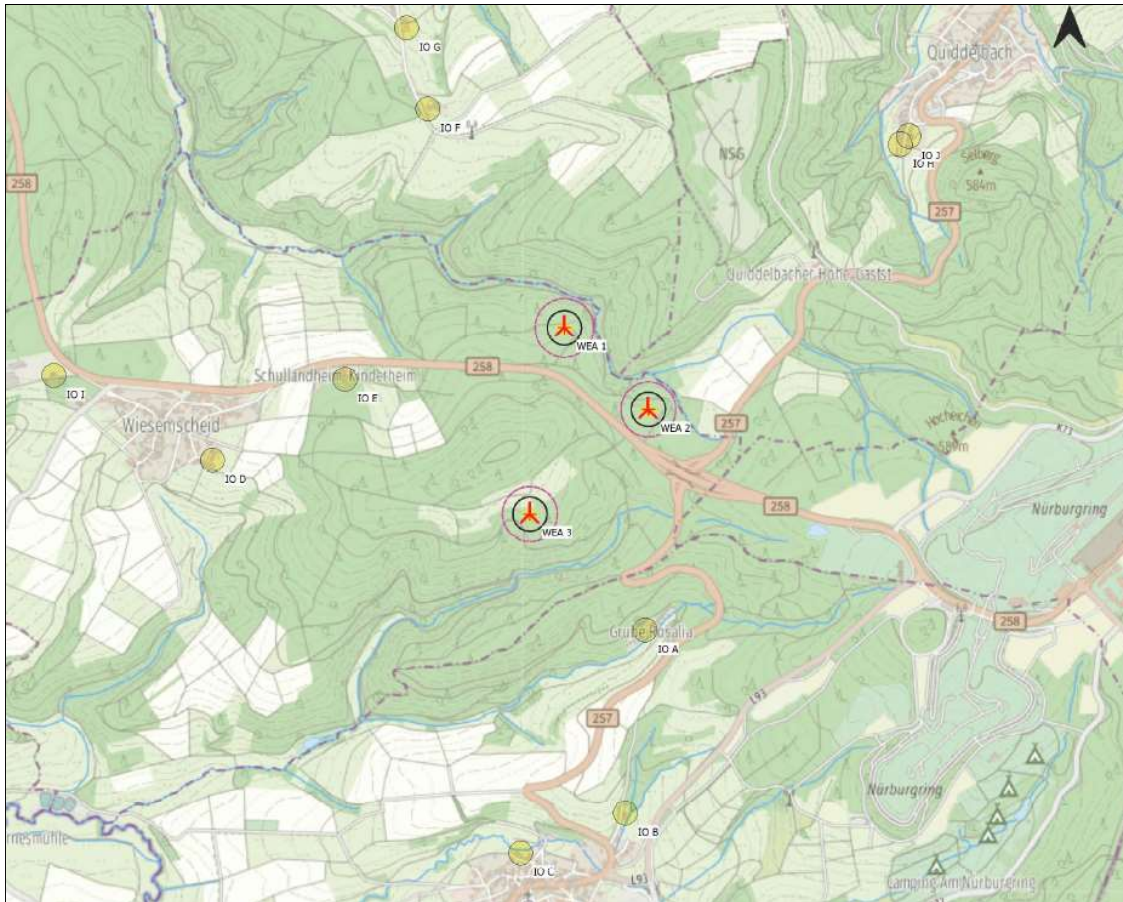 IO G
Quiddelbach
IO F
NSG
IO J
IO H
Selberg
584m
258
257
Quiddelbacher Höhe Gastst
WEA 1
258
Schullandheim-Kinderheim
IO I
IO E
Wiesemscheid
WEA 2
257
Hocheichen
K73
IO D
258
Nürburgring
WEA 3
Grube Rosalia
258
IO A
L93
257
Nürburgring
IO B
IO C
L93
Camping Am Nürburgring